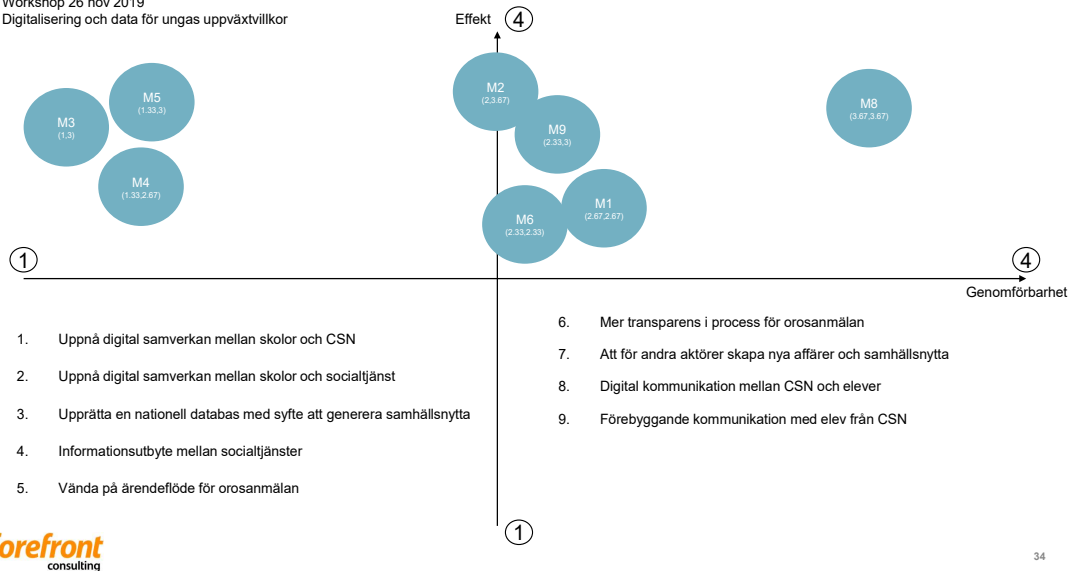 Workshop 26 nov 2019
Digitalisering och data för ungas uppväxtvillkor
Effekt
4
M2
(2,3.67)
M5
(1.33,3)
M8
(3.67,3.67)
M3
(1,3)
M9
(2.33,3)
M4
(1.33,2.67)
M1
(2.67,2.67)
M6
(2.33,2.33)
1
4
Genomförbarhet
1. Uppnå digital samverkan mellan skolor och CSN
2. Uppnå digital samverkan mellan skolor och socialtjänst
3. Upprätta en nationell databas med syfte att generera samhällsnytta
4. Informationsutbyte mellan socialtjänster
5. Vända på ärendeflöde för orosanmälan
6. Mer transparens i process för orosanmälan
7. Att för andra aktörer skapa nya affärer och samhällsnytta
8. Digital kommunikation mellan CSN och elever
9. Förebyggande kommunikation med elev från CSN
1
forefront
consulting
34